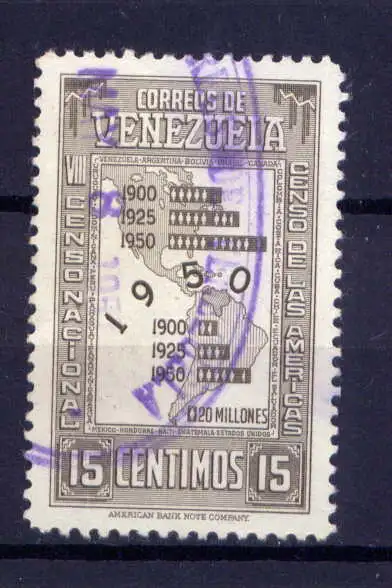 CORREOS DE
VENEZUELA
VENEZUELA-ARGENTINA-BOLIVIA-BRASIL-CANADA
VIII CENSO NACIONAL
CENSO DE LAS AMERICAS
1900
1925
1950
1950
1900
1925
1950
20 MILLONES
MEXICO-HONDURAS-HAITI-GUATEMALA-ESTADOS UNIDOS
15 CENTIMOS 15
AMERICAN BANK NOTE COMPANY.